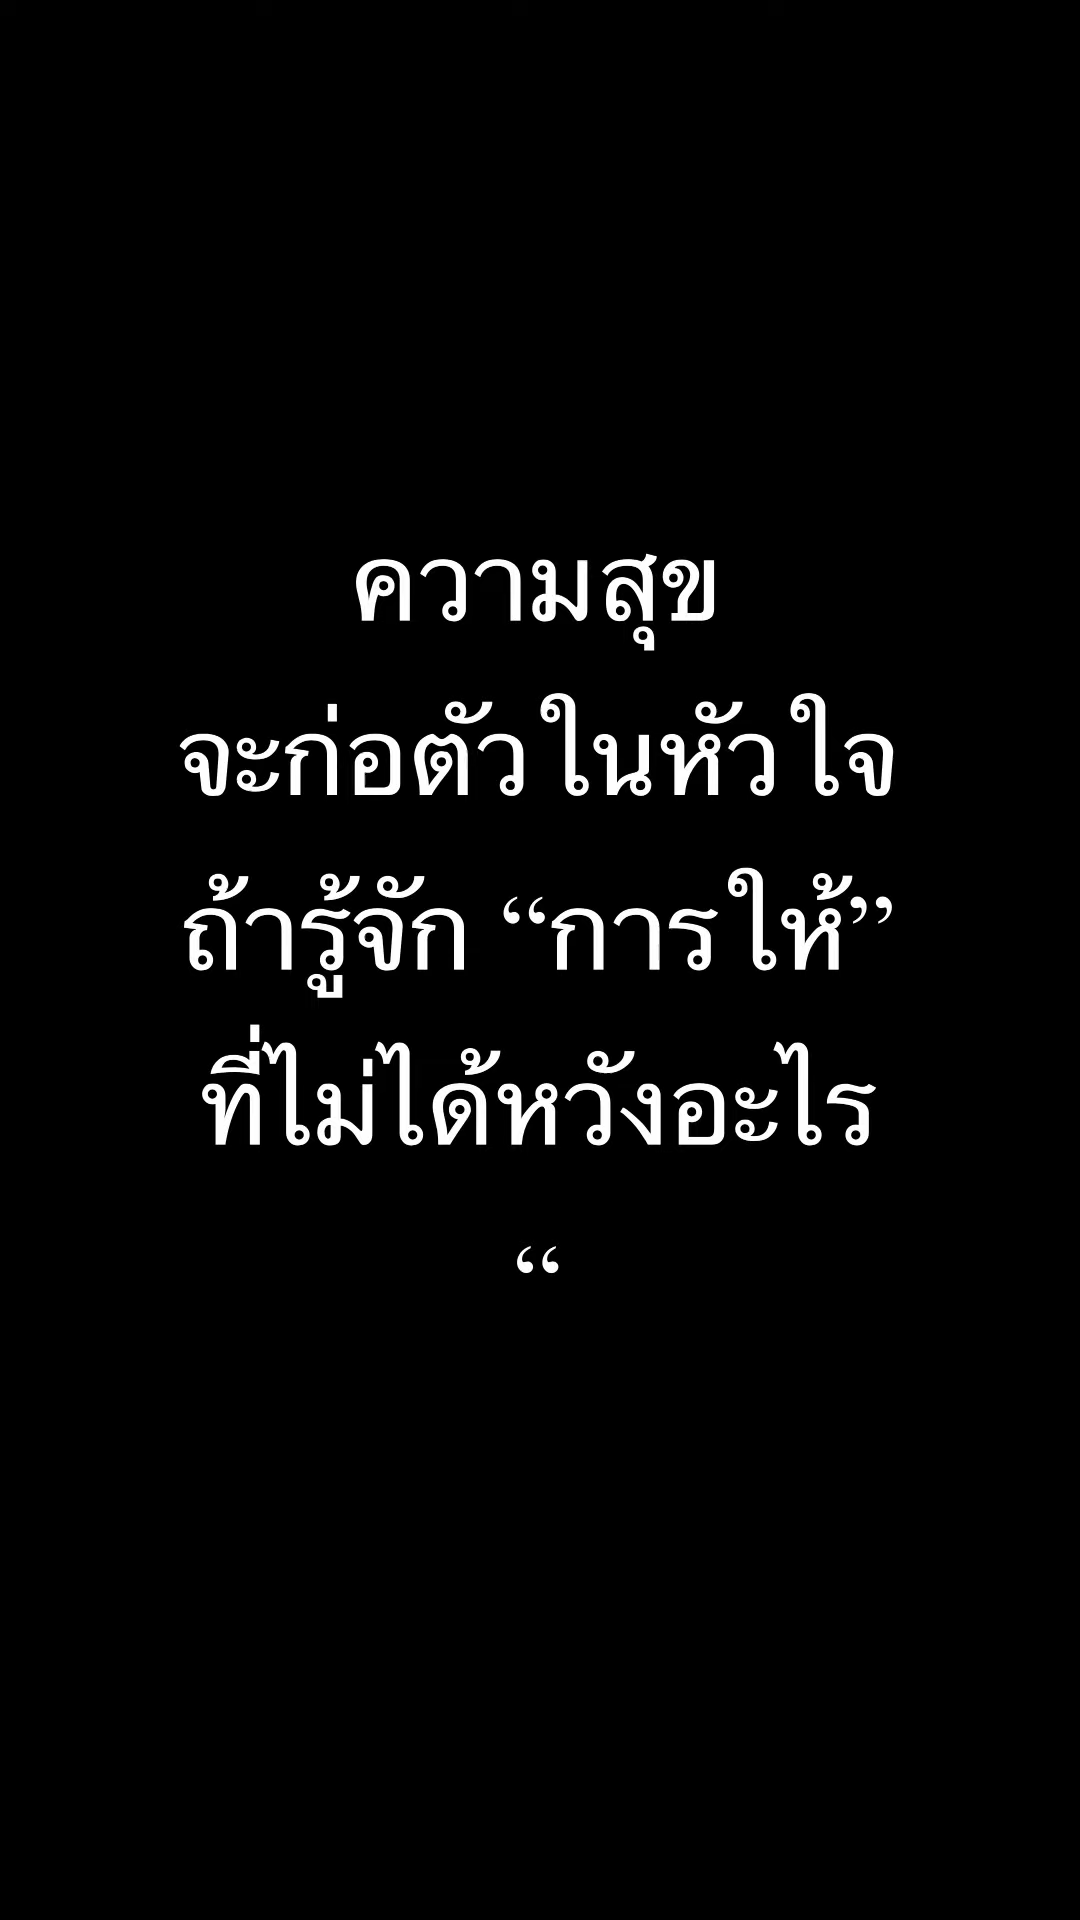 ความสุข
จะก่อตัวในหัวใจ
ถ้ารู้จัก “การให้”
ที่ไม่ได้หวังอะไร
“